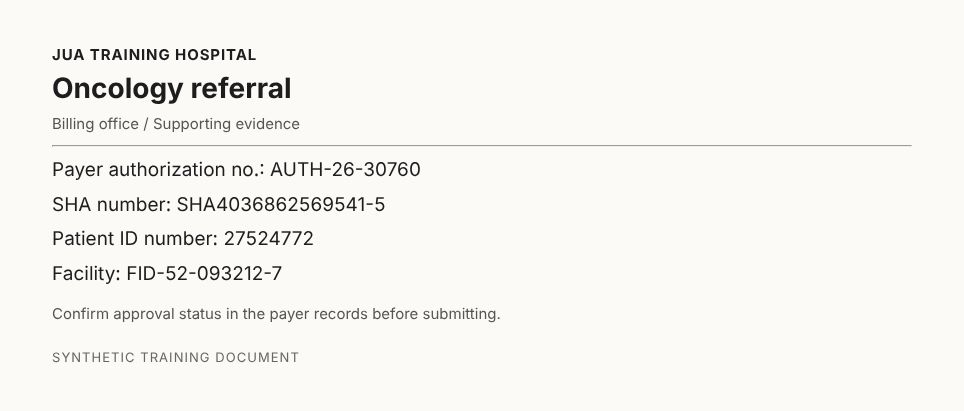 JUA TRAINING HOSPITAL
Oncology referral
Billing office / Supporting evidence
Payer authorization no.: AUTH-26-30760
SHA number: SHA4036862569541-5
Patient ID number: 27524772
Facility: FID-52-093212-7
Confirm approval status in the payer records before submitting.
SYNTHETIC TRAINING DOCUMENT